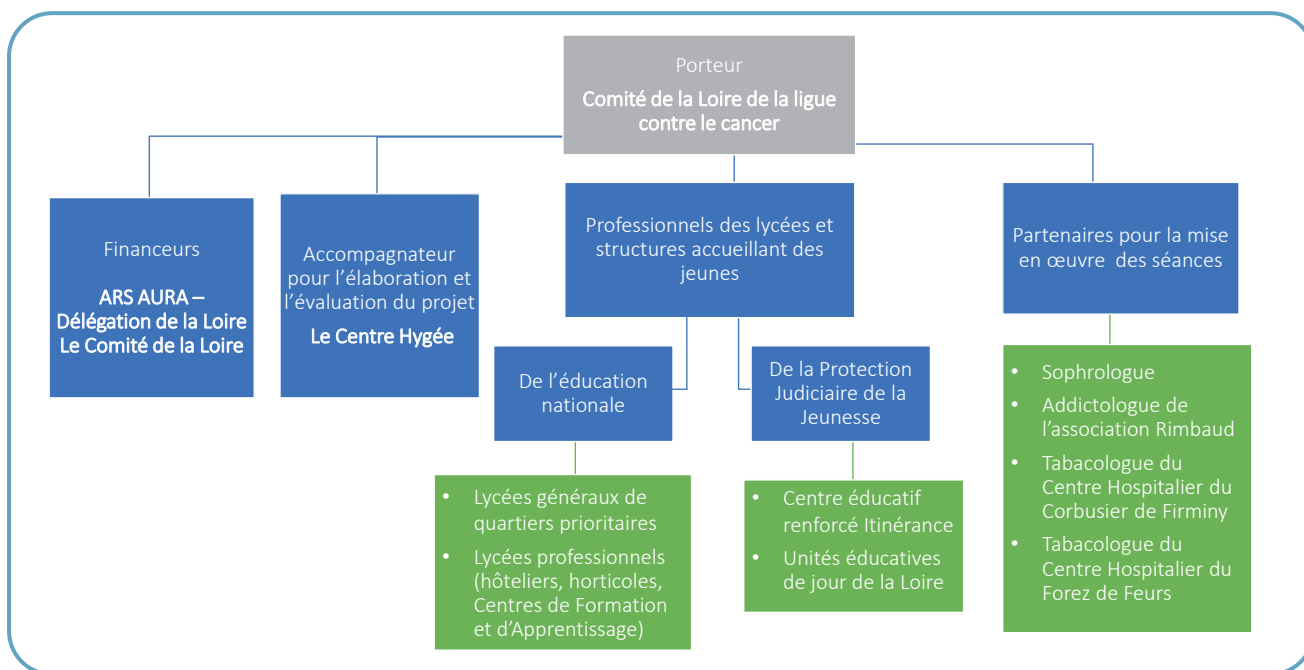 Porteur
Comité de la Loire de la ligue
contre le cancer
Financeurs
ARS AURA –
Délégation de la Loire
Le Comité de la Loire
Accompagnateur
pour l'élaboration et
l'évaluation du projet
Le Centre Hygée
Professionnels des lycées et
structures accueillant des
jeunes
Partenaires pour la mise
en œuvre des séances
De l'éducation
nationale
De la Protection
Judiciaire de la
Jeunesse
• Lycées généraux de
quartiers prioritaires
• Lycées professionnels
(hôteliers, horticoles,
Centres de Formation
et d'Apprentissage)
• Centre éducatif
renforcé Itinérance
• Unités éducatives
de jour de la Loire
• Sophrologue
• Addictologue de
l'association Rimbaud
• Tabacologue du
Centre Hospitalier du
Corbusier de Firminy
• Tabacologue du
Centre Hospitalier du
Forez de Feurs